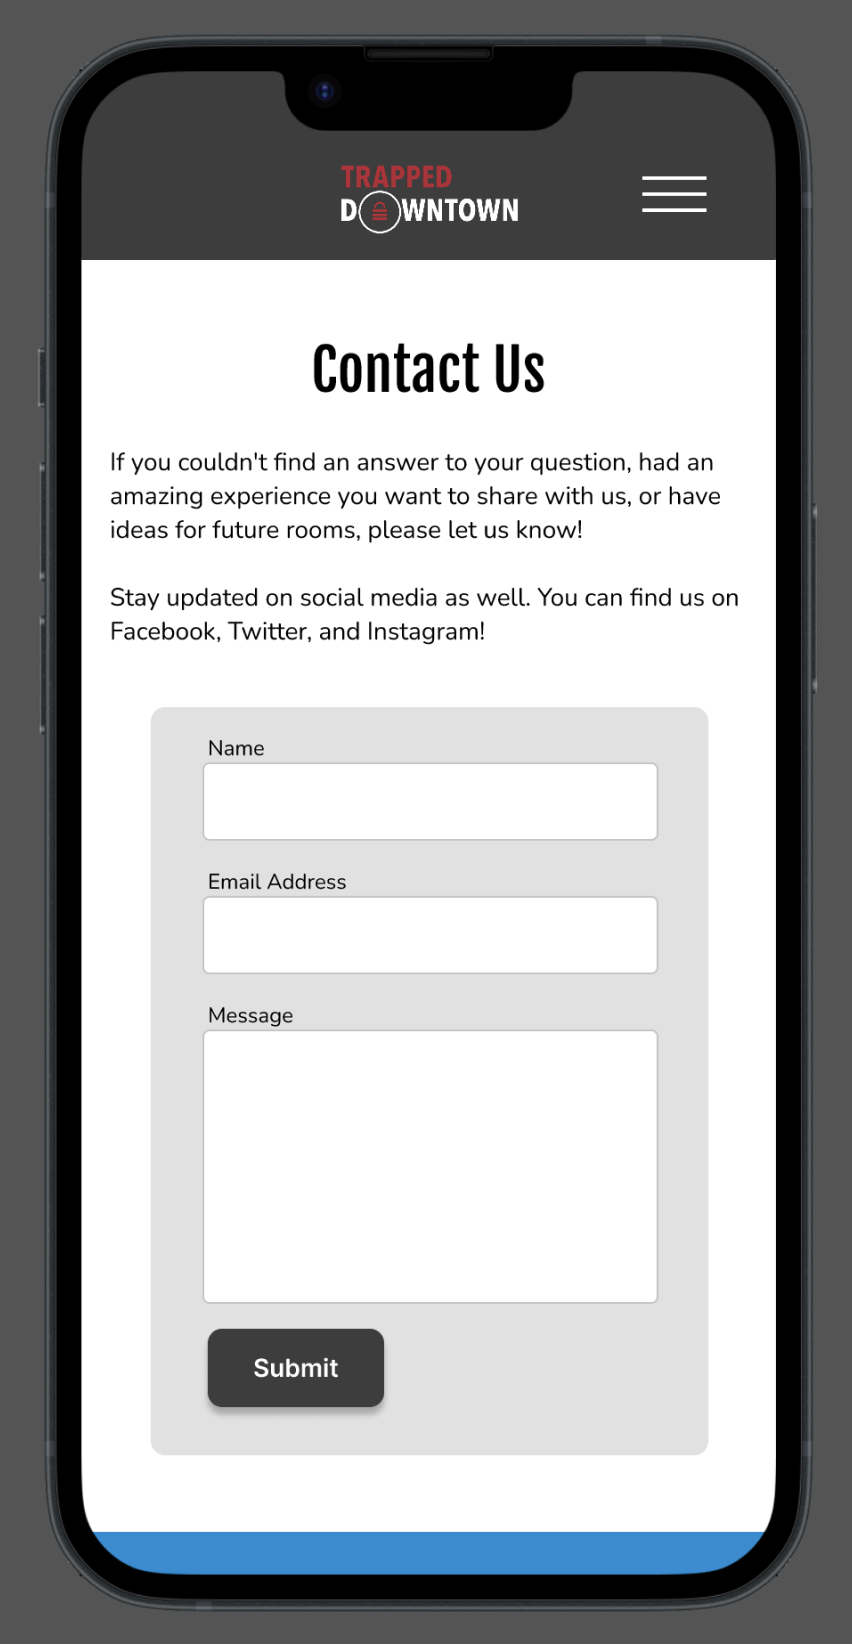 TRAPPED
DOWNTOWN
Contact Us
If you couldn't find an answer to your question, had an
amazing experience you want to share with us, or have
ideas for future rooms, please let us know!
Stay updated on social media as well. You can find us on
Facebook, Twitter, and Instagram!
Name
Email Address
Message
Submit